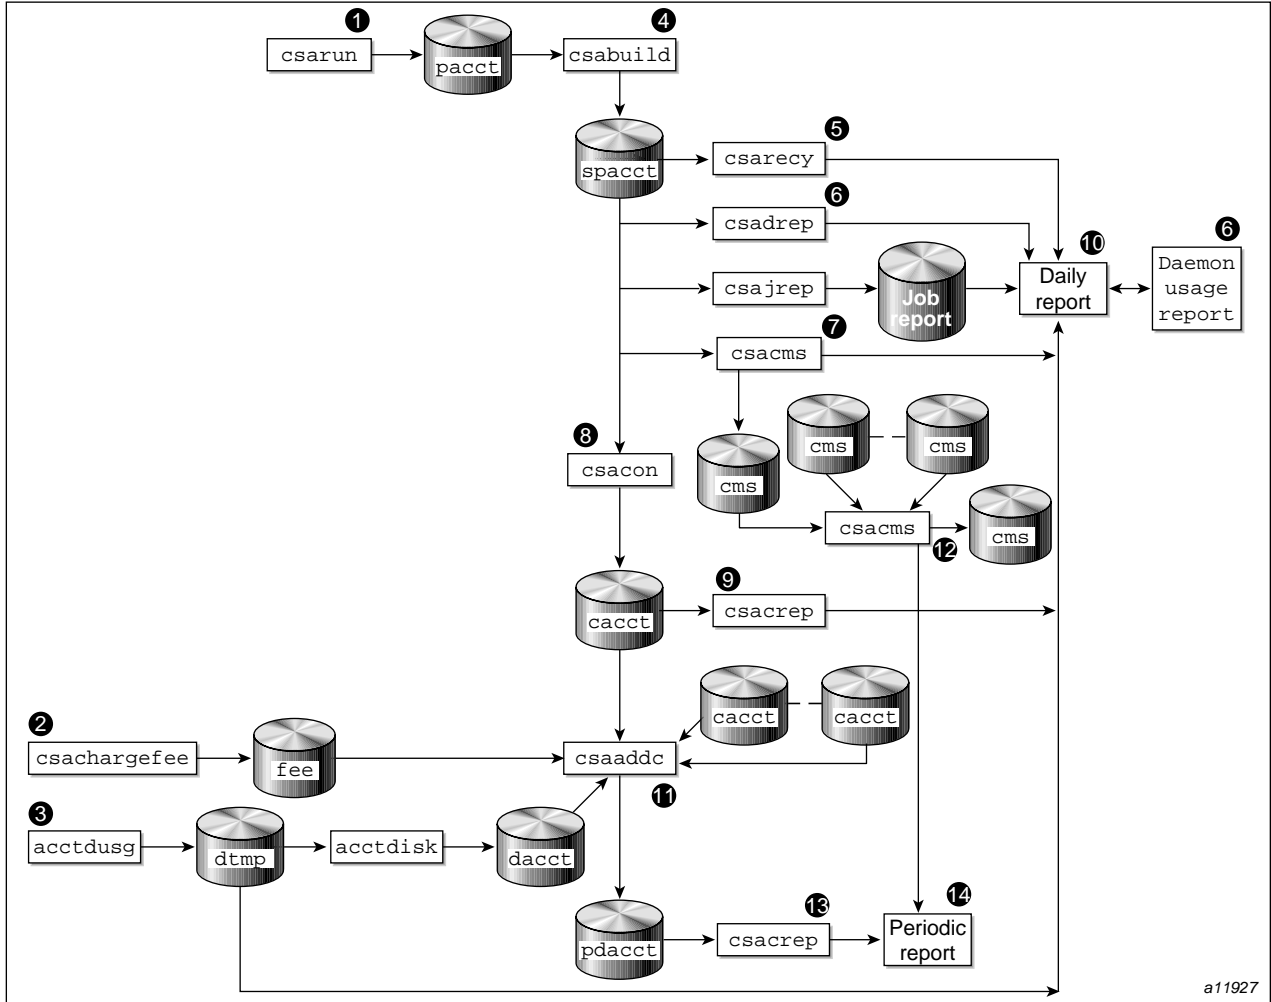 1
4
csarun
pacct
csabuild
5
spacct
csarecy
6
csadrep
10
6
csajrep
Job
report
Daily
report
Daemon
usage
report
7
csacms
8
csacon
cms
cms
cms
csacms
12
cms
9
cacct
csacrep
cacct
cacct
2
csachargefee
fee
csaaddc
11
3
acctdusg
dtmp
acctdisk
dacct
13
14
pdacct
csacrep
Periodic
report
a11927